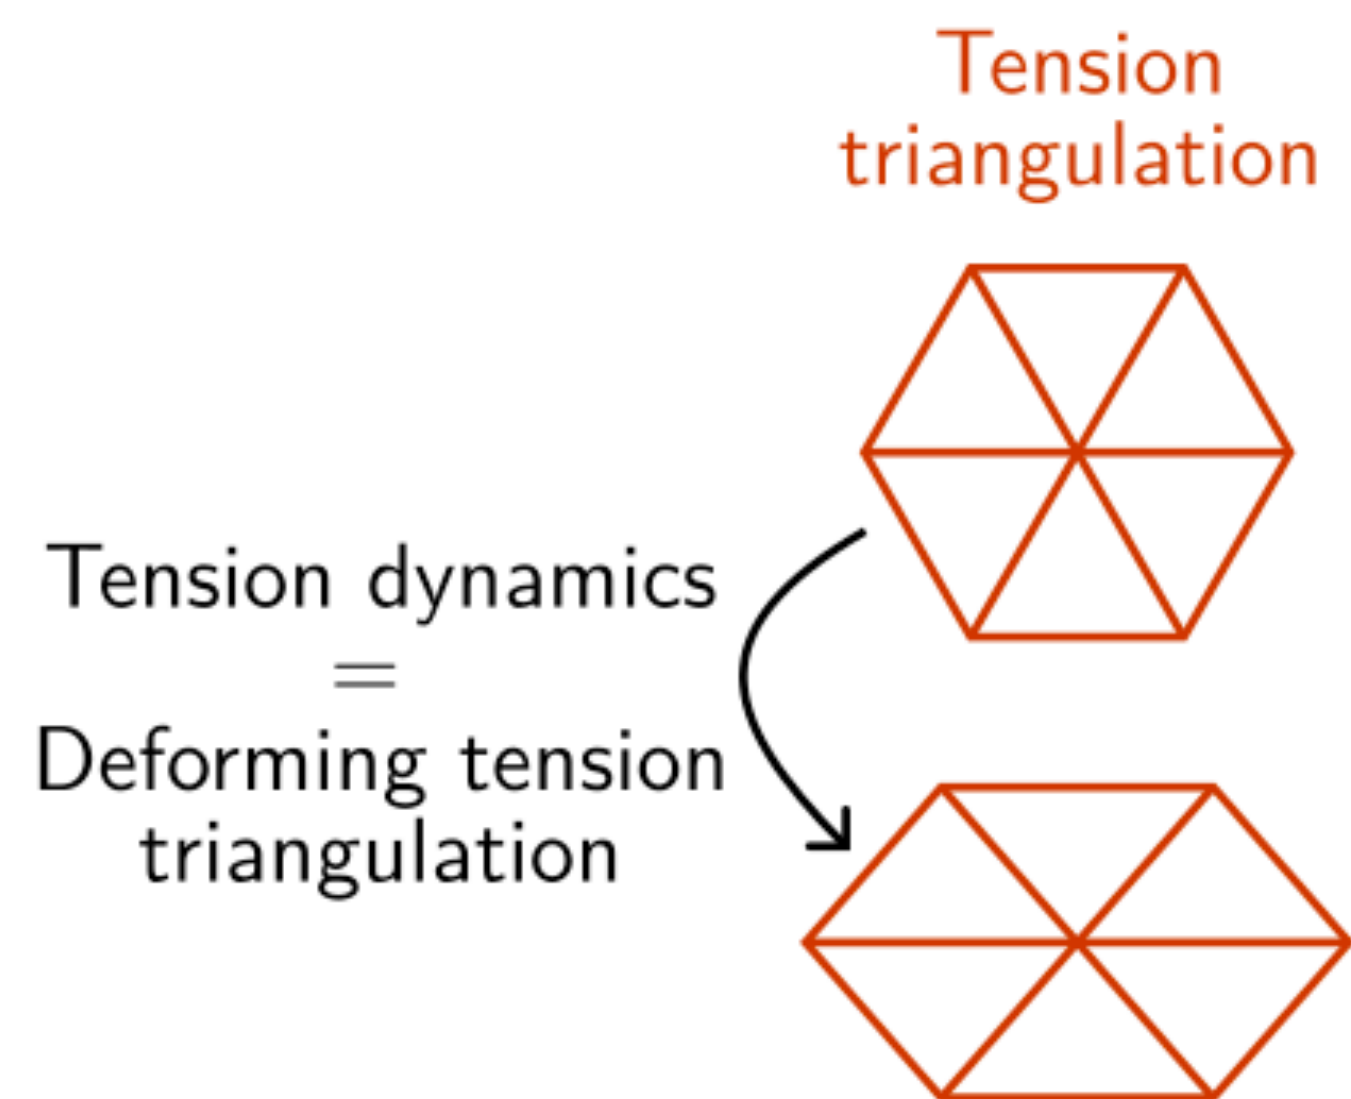 Tension
triangulation
Tension dynamics
=
Deforming tension
triangulation